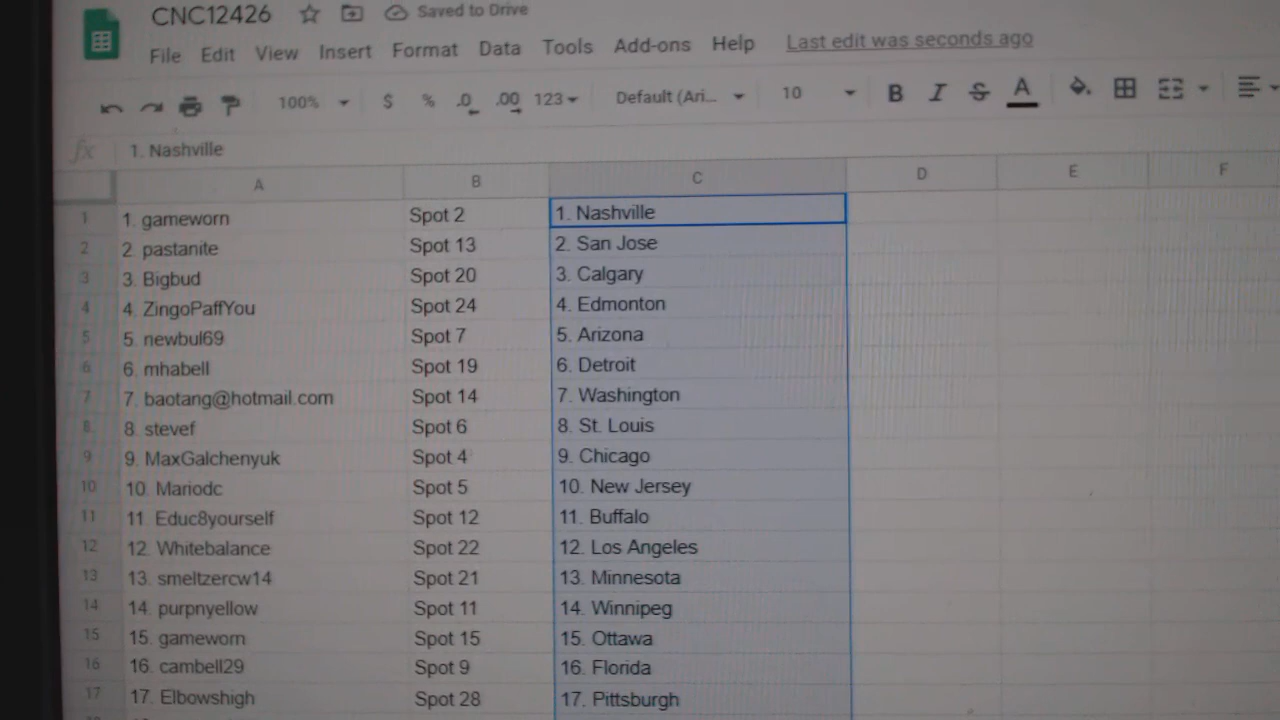 CNC12426 Saved to Drive
File Edit View Insert Format Data Tools Add-ons Help Last edit was seconds ago
100% $ % .0 .00 123 Default (Ari... 10 B I S A
fx 1. Nashville
A B C D E F
1 1. gameworn Spot 2 1. Nashville
2 2. pastanite Spot 13 2. San Jose
3 3. Bigbud Spot 20 3. Calgary
4 4. ZingoPaffYou Spot 24 4. Edmonton
5 5. newbul69 Spot 7 5. Arizona
6 6. mhabell Spot 19 6. Detroit
7 7. baotang@hotmail.com Spot 14 7. Washington
8 8. stevef Spot 6 8. St. Louis
9 9. MaxGalchenyuk Spot 4 9. Chicago
10 10. Mariodc Spot 5 10. New Jersey
11 11. Educ8yourself Spot 12 11. Buffalo
12 12. Whitebalance Spot 22 12. Los Angeles
13 13. smeltzercw14 Spot 21 13. Minnesota
14 14. purpnyellow Spot 11 14. Winnipeg
15 15. gameworn Spot 15 15. Ottawa
16 16. cambell29 Spot 9 16. Florida
17 17. Elbowshigh Spot 28 17. Pittsburgh